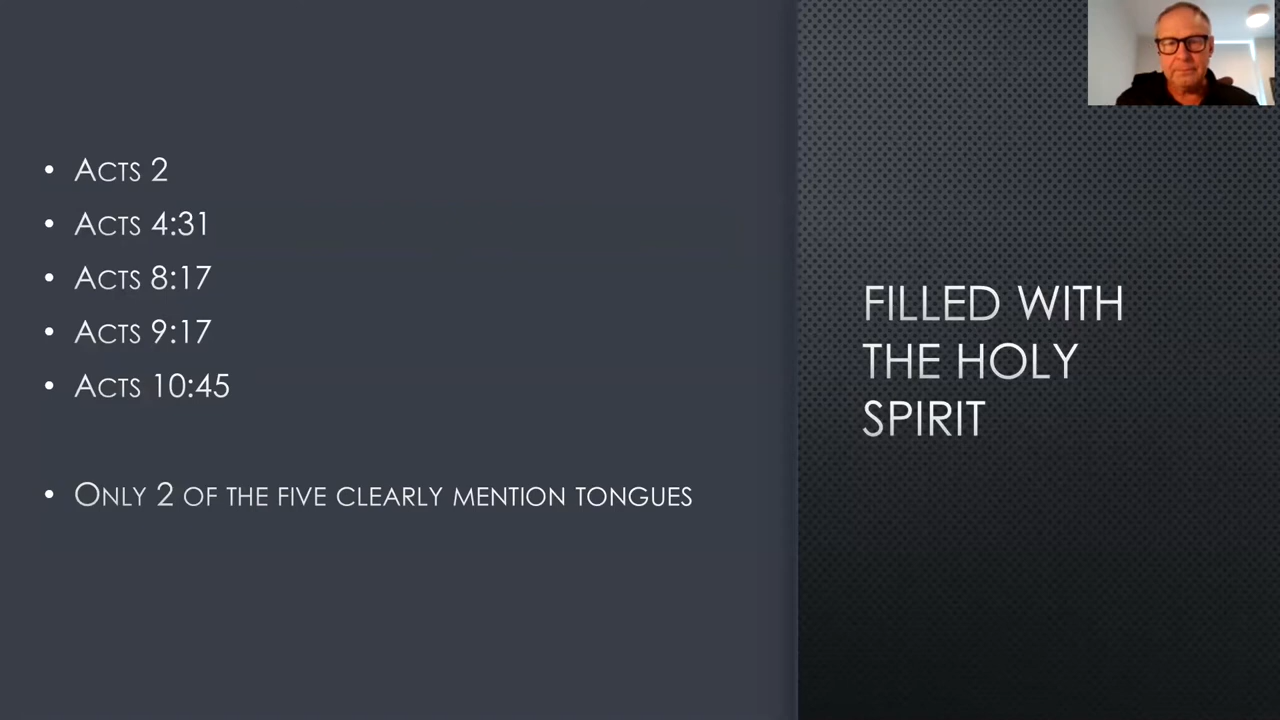 • Acts 2
• Acts 4:31
• Acts 8:17
• Acts 9:17
• Acts 10:45
• Only 2 of the five clearly mention tongues
FILLED WITH
THE HOLY
SPIRIT